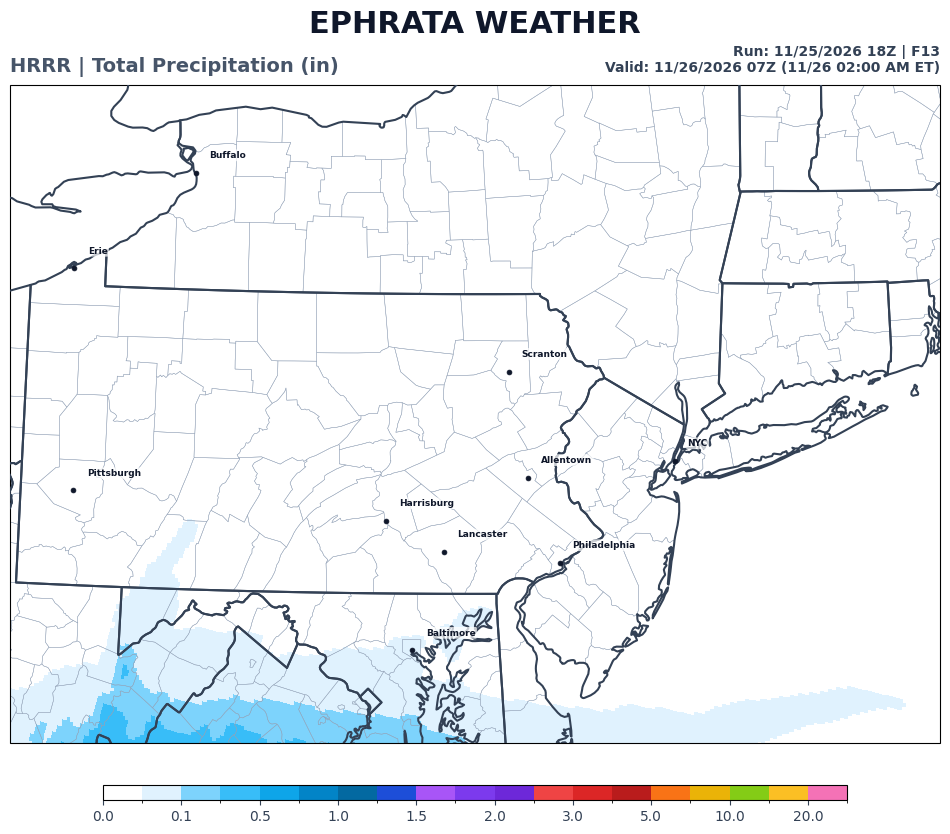 EPHRATA WEATHER
HRRR | Total Precipitation (in)
Run: 11/25/2026 18Z | F13
Valid: 11/26/2026 07Z (11/26 02:00 AM ET)
Buffalo
Erie
Scranton
NYC
Allentown
Pittsburgh
Harrisburg
Lancaster
Philadelphia
Baltimore
0.0 0.1 0.5 1.0 1.5 2.0 3.0 5.0 10.0 20.0